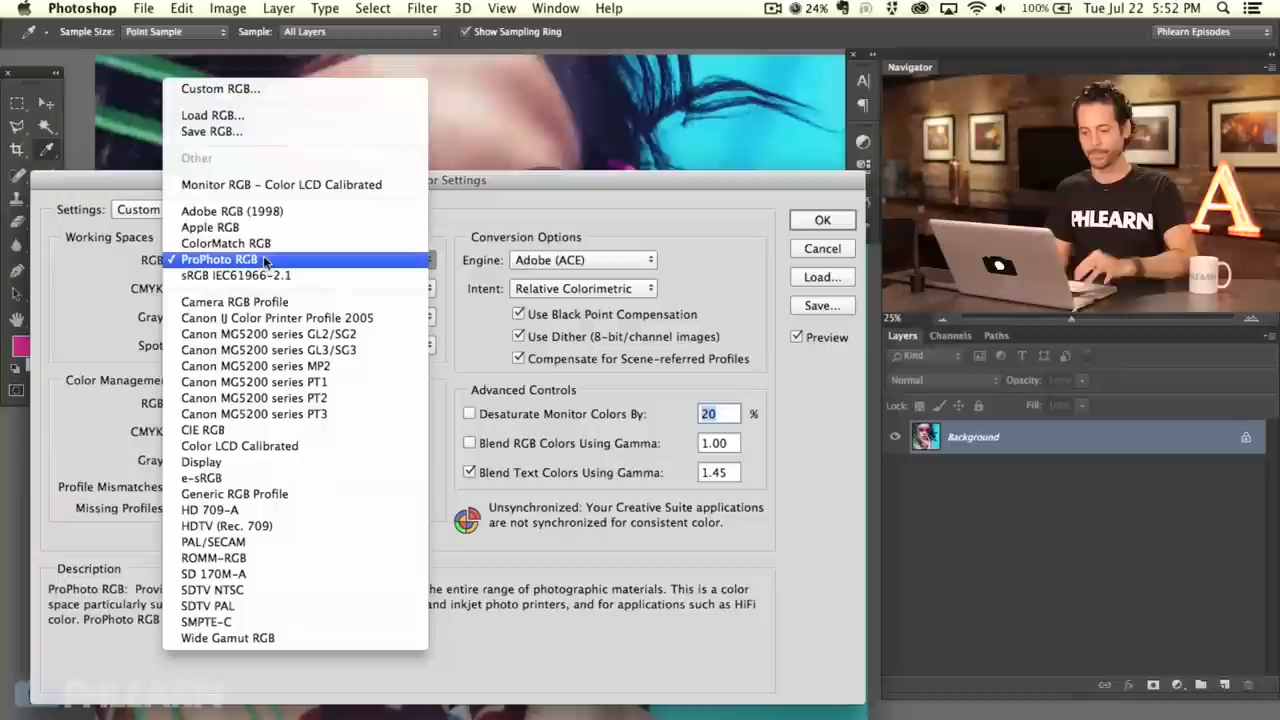 Photoshop File Edit Image Layer Type Select Filter 3D View Window Help 24% 100% Tue Jul 22 5:52 PM
Sample Size: Point Sample Sample: All Layers Show Sampling Ring Phlearn Episodes
Navigator
Custom RGB...
Load RGB...
Save RGB...
Other
Monitor RGB - Color LCD Calibrated
Adobe RGB (1998)
Apple RGB
ColorMatch RGB
✓ ProPhoto RGB
sRGB IEC61966-2.1
Camera RGB Profile
Canon IJ Color Printer Profile 2005
Canon MG5200 series GL2/SG2
Canon MG5200 series GL3/SG3
Canon MG5200 series MP2
Canon MG5200 series PT1
Canon MG5200 series PT2
Canon MG5200 series PT3
CIE RGB
Color LCD Calibrated
Display
e-sRGB
Generic RGB Profile
HD 709-A
HDTV (Rec. 709)
PAL/SECAM
ROMM-RGB
SD 170M-A
SDTV NTSC
SDTV PAL
SMPTE-C
Wide Gamut RGB
or Settings
Settings: Custom
Working Spaces
RGB
CMYK
Gray
Spot
Color Management
RGB
CMYK
Gray
Profile Mismatches
Missing Profiles
Conversion Options
Engine: Adobe (ACE)
Intent: Relative Colorimetric
Use Black Point Compensation
Use Dither (8-bit/channel images)
Compensate for Scene-referred Profiles
Advanced Controls
Desaturate Monitor Colors By: 20 %
Blend RGB Colors Using Gamma: 1.00
Blend Text Colors Using Gamma: 1.45
Unsynchronized: Your Creative Suite applications
are not synchronized for consistent color.
OK
Cancel
Load...
Save...
Preview
Description
ProPhoto RGB: Provi the entire range of photographic materials. This is a color
space particularly su and inkjet photo printers, and for applications such as HiFi
color. ProPhoto RGB
PHLEARN
A
PHLEARN
25%
Layers Channels Paths
Kind
Normal Opacity:
Lock: Fill:
Background
PHLEARN